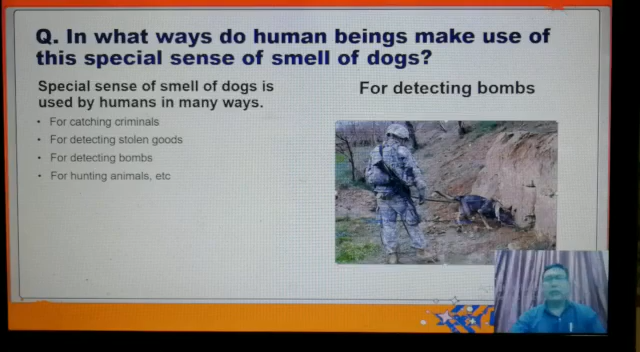 Q. In what ways do human beings make use of
this special sense of smell of dogs?
Special sense of smell of dogs is
used by humans in many ways.
• For catching criminals
• For detecting stolen goods
• For detecting bombs
• For hunting animals, etc
For detecting bombs